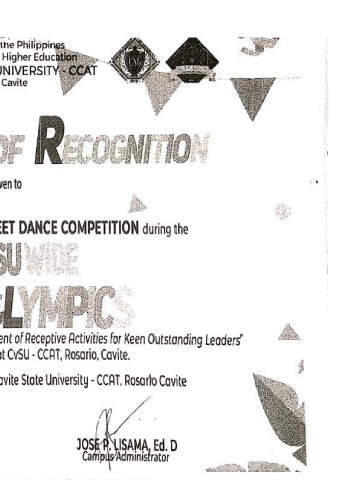 the Philippines
Higher Education
UNIVERSITY - CCAT
Cavite
OF RECOGNITION
ven to
EET DANCE COMPETITION during the
SU WIDE
LYMPICS
ent of Receptive Activities for Keen Outstanding Leaders"
at CvSU - CCAT, Rosario, Cavite.
avite State University - CCAT, Rosario Cavite
JOSE R. LISAMA, Ed. D
Campus Administrator